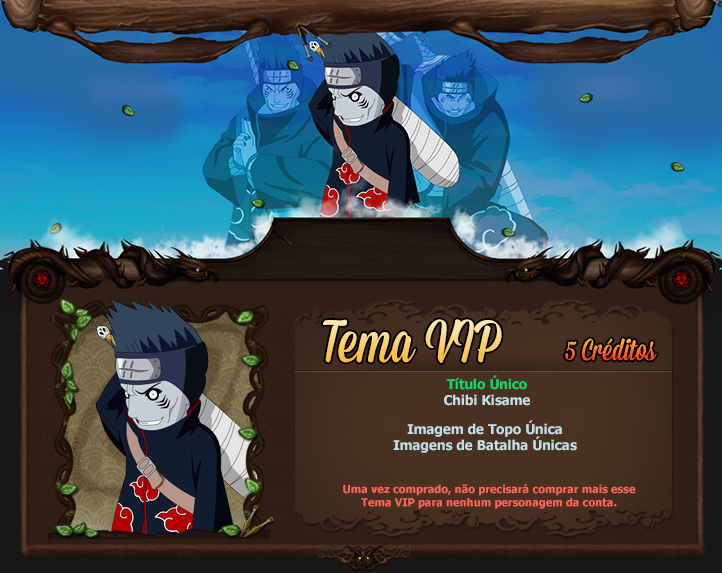 Tema VIP
5 Créditos
Título Único
Chibi Kisame
Imagem de Topo Única
Imagens de Batalha Únicas
Uma vez comprado, não precisará comprar mais esse
Tema VIP para nenhum personagem da conta.